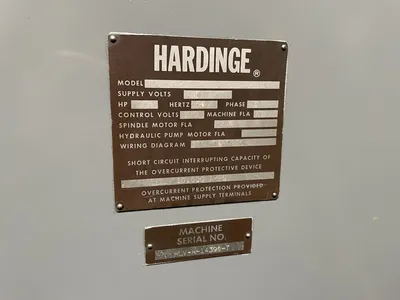 HARDINGE®
MODEL
SUPPLY VOLTS
HP HERTZ PHASE
CONTROL VOLTS MACHINE FLA
SPINDLE MOTOR FLA
HYDRAULIC PUMP MOTOR FLA
WIRING DIAGRAM
SHORT CIRCUIT INTERRUPTING CAPACITY OF
THE OVERCURRENT PROTECTIVE DEVICE
OVERCURRENT PROTECTION PROVIDED
AT MACHINE SUPPLY TERMINALS
MACHINE
SERIAL NO.